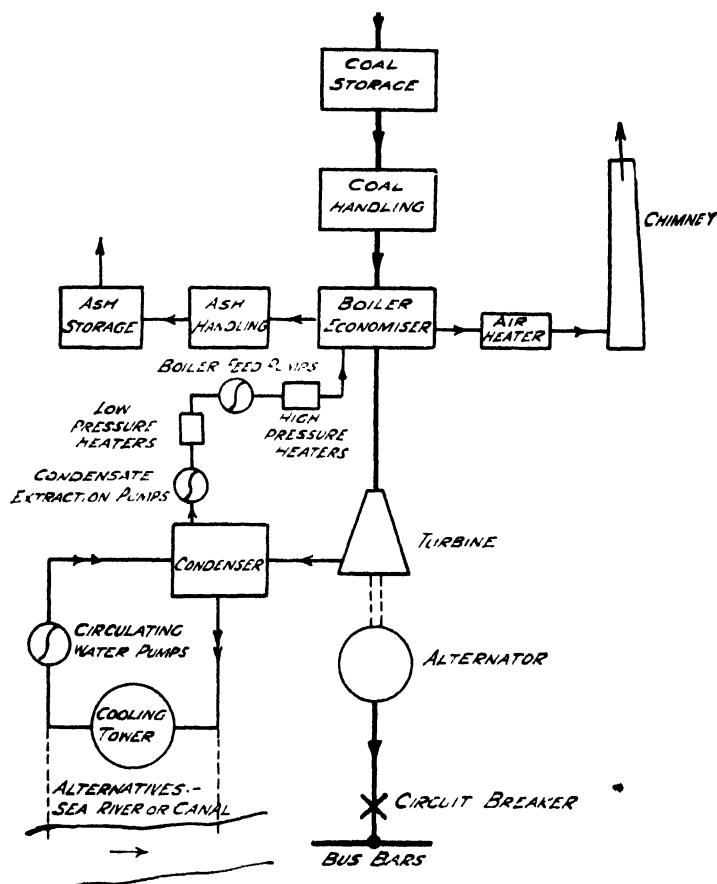 COAL
STORAGE
COAL
HANDLING
CHIMNEY
ASH
STORAGE
ASH
HANDLING
BOILER
ECONOMISER
AIR
HEATER
BOILER FEED PUMPS
LOW
PRESSURE
HEATERS
HIGH
PRESSURE
HEATERS
CONDENSATE
EXTRACTION PUMPS
CONDENSER
TURBINE
CIRCULATING
WATER PUMPS
ALTERNATOR
COOLING
TOWER
ALTERNATIVES:-
SEA RIVER OR CANAL
CIRCUIT BREAKER
BUS BARS